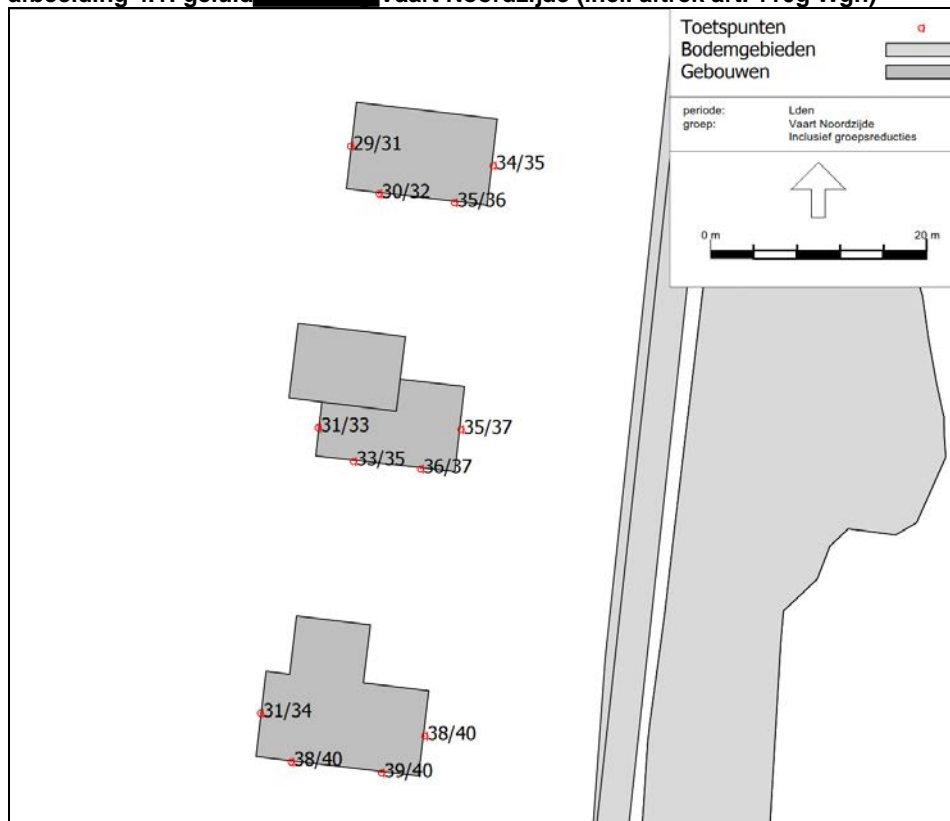 Vaart Noordzijde (incl. aftrek art. 110g Wgh)
Toetspunten
Bodemgebieden
Gebouwen
periode: Lden
groep: Vaart Noordzijde
Inclusief groepsreducties
0 m 20 m
29/31
34/35
30/32
35/36
31/33
35/37
33/35
36/37
31/34
38/40
38/40
39/40